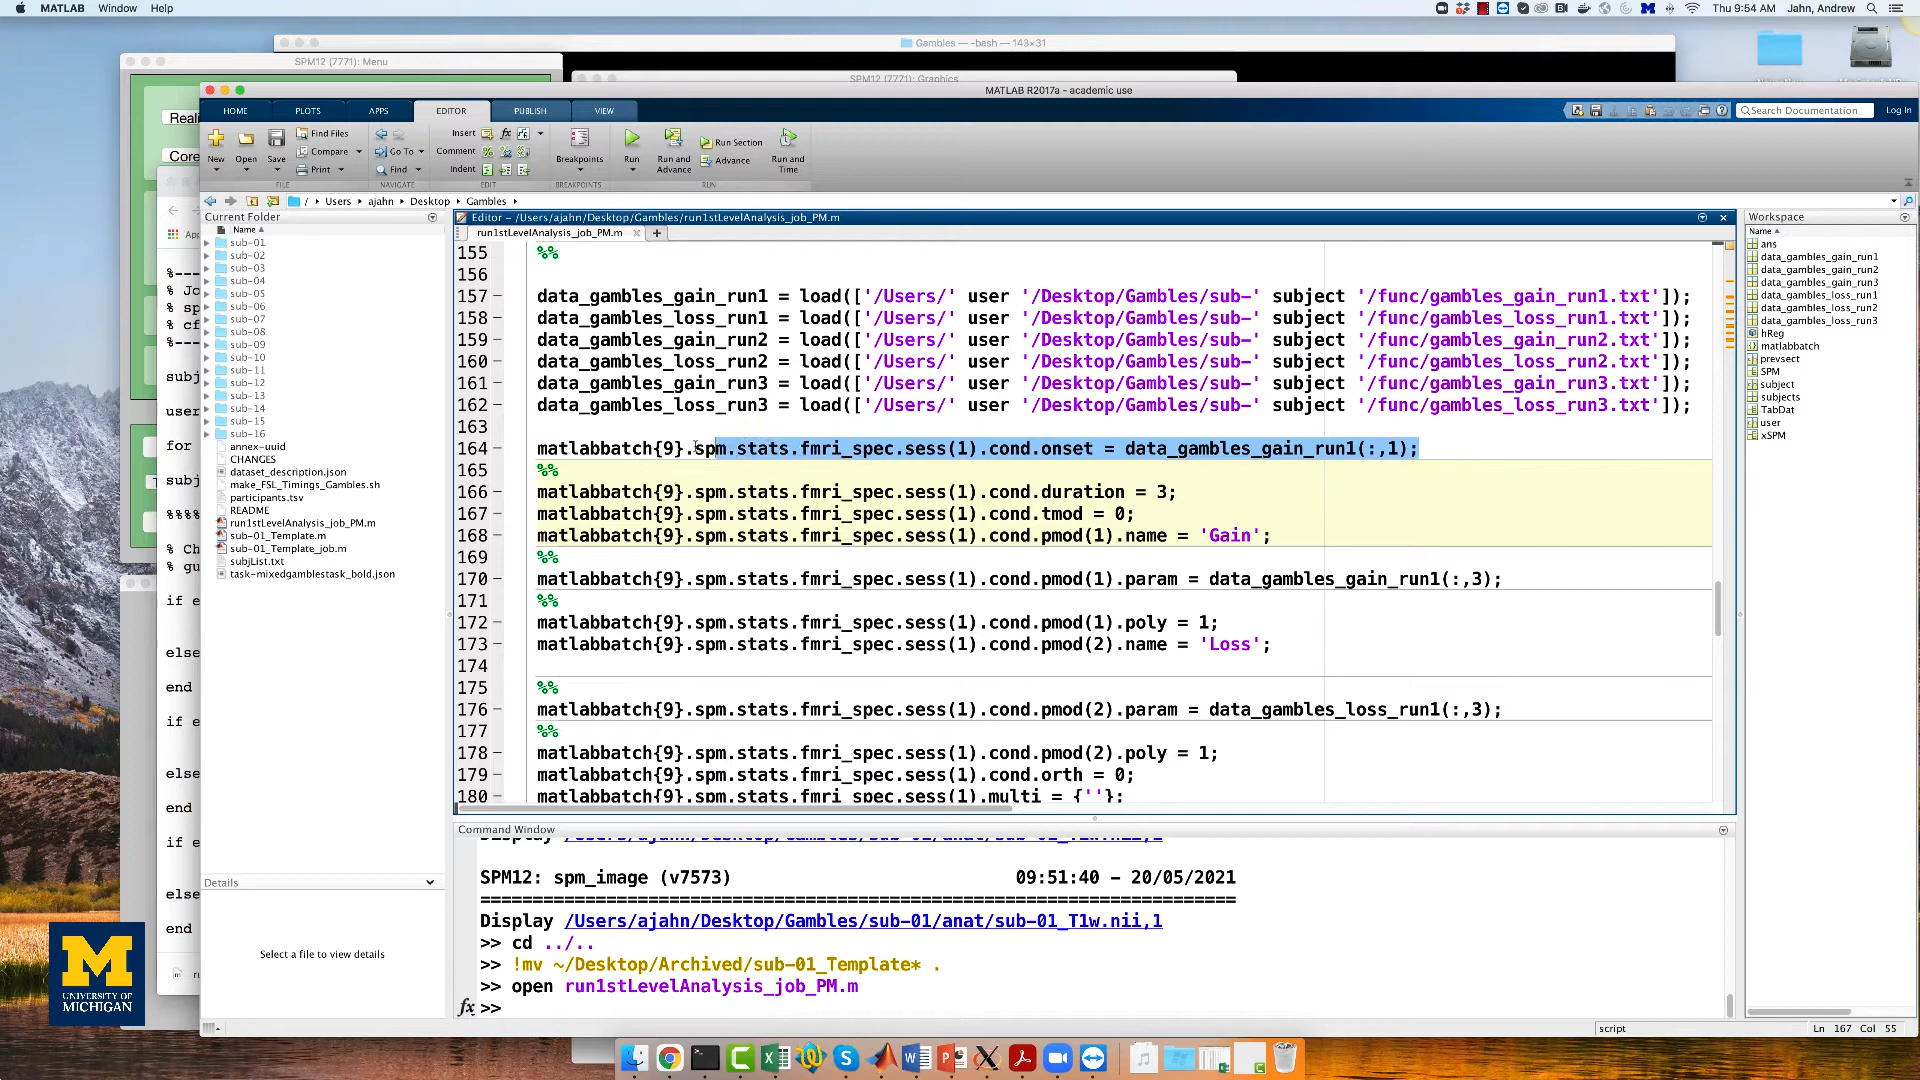 MATLAB Window Help
Thu 9:54 AM Jahn, Andrew
Gambles — -bash — 143×31
SPM12 (7771): Menu
SPM12 (7771): Graphics
MATLAB R2017a - academic use
HOME PLOTS APPS EDITOR PUBLISH VIEW
Search Documentation Log In
Reali
Core
New Open Save
Find Files
Compare
Print
Go To
Find
Insert
Comment
Indent
Breakpoints
Run
Run and Advance
Run Section
Advance
Run and Time
FILE NAVIGATE EDIT BREAKPOINTS RUN
/ Users ajahn Desktop Gambles
Current Folder
Name
sub-01
sub-02
sub-03
sub-04
sub-05
sub-06
sub-07
sub-08
sub-09
sub-10
sub-11
sub-12
sub-13
sub-14
sub-15
sub-16
annex-uuid
CHANGES
dataset_description.json
make_FSL_Timings_Gambles.sh
participants.tsv
README
run1stLevelAnalysis_job_PM.m
sub-01_Template.m
sub-01_Template_job.m
subjList.txt
task-mixedgamblestask_bold.json
Details
Select a file to view details
Ap
%---
% Jo
% sp
% cf
%---
subj
user
for
subj
%%%%
% Ch
% gu
if e
else
end
if e
else
end
if e
else
end
UNIVERSITY OF
MICHIGAN
Editor - /Users/ajahn/Desktop/Gambles/run1stLevelAnalysis_job_PM.m
run1stLevelAnalysis_job_PM.m
155 %%
156
157 data_gambles_gain_run1 = load(['/Users/' user '/Desktop/Gambles/sub-' subject '/func/gambles_gain_run1.txt']);
158 data_gambles_loss_run1 = load(['/Users/' user '/Desktop/Gambles/sub-' subject '/func/gambles_loss_run1.txt']);
159 data_gambles_gain_run2 = load(['/Users/' user '/Desktop/Gambles/sub-' subject '/func/gambles_gain_run2.txt']);
160 data_gambles_loss_run2 = load(['/Users/' user '/Desktop/Gambles/sub-' subject '/func/gambles_loss_run2.txt']);
161 data_gambles_gain_run3 = load(['/Users/' user '/Desktop/Gambles/sub-' subject '/func/gambles_gain_run3.txt']);
162 data_gambles_loss_run3 = load(['/Users/' user '/Desktop/Gambles/sub-' subject '/func/gambles_loss_run3.txt']);
163
164 matlabbatch{9}.spm.stats.fmri_spec.sess(1).cond.onset = data_gambles_gain_run1(:,1);
165 %%
166 matlabbatch{9}.spm.stats.fmri_spec.sess(1).cond.duration = 3;
167 matlabbatch{9}.spm.stats.fmri_spec.sess(1).cond.tmod = 0;
168 matlabbatch{9}.spm.stats.fmri_spec.sess(1).cond.pmod(1).name = 'Gain';
169 %%
170 matlabbatch{9}.spm.stats.fmri_spec.sess(1).cond.pmod(1).param = data_gambles_gain_run1(:,3);
171 %%
172 matlabbatch{9}.spm.stats.fmri_spec.sess(1).cond.pmod(1).poly = 1;
173 matlabbatch{9}.spm.stats.fmri_spec.sess(1).cond.pmod(2).name = 'Loss';
174
175 %%
176 matlabbatch{9}.spm.stats.fmri_spec.sess(1).cond.pmod(2).param = data_gambles_loss_run1(:,3);
177 %%
178 matlabbatch{9}.spm.stats.fmri_spec.sess(1).cond.pmod(2).poly = 1;
179 matlabbatch{9}.spm.stats.fmri_spec.sess(1).cond.orth = 0;
180 matlabbatch{9}.spm.stats.fmri_spec.sess(1).multi = {''};
Command Window
Display /Users/ajahn/Desktop/Gambles/sub-01/anat/sub-01_T1w.nii,1
SPM12: spm_image (v7573) 09:51:40 - 20/05/2021
========================================================================
Display /Users/ajahn/Desktop/Gambles/sub-01/anat/sub-01_T1w.nii,1
>> cd ../..
>> !mv ~/Desktop/Archived/sub-01_Template* .
>> open run1stLevelAnalysis_job_PM.m
fx >>
Workspace
Name
ans
data_gambles_gain_run1
data_gambles_gain_run2
data_gambles_gain_run3
data_gambles_loss_run1
data_gambles_loss_run2
data_gambles_loss_run3
hReg
matlabbatch
prevsect
SPM
subject
subjects
TabDat
user
xSPM
script Ln 167 Col 55